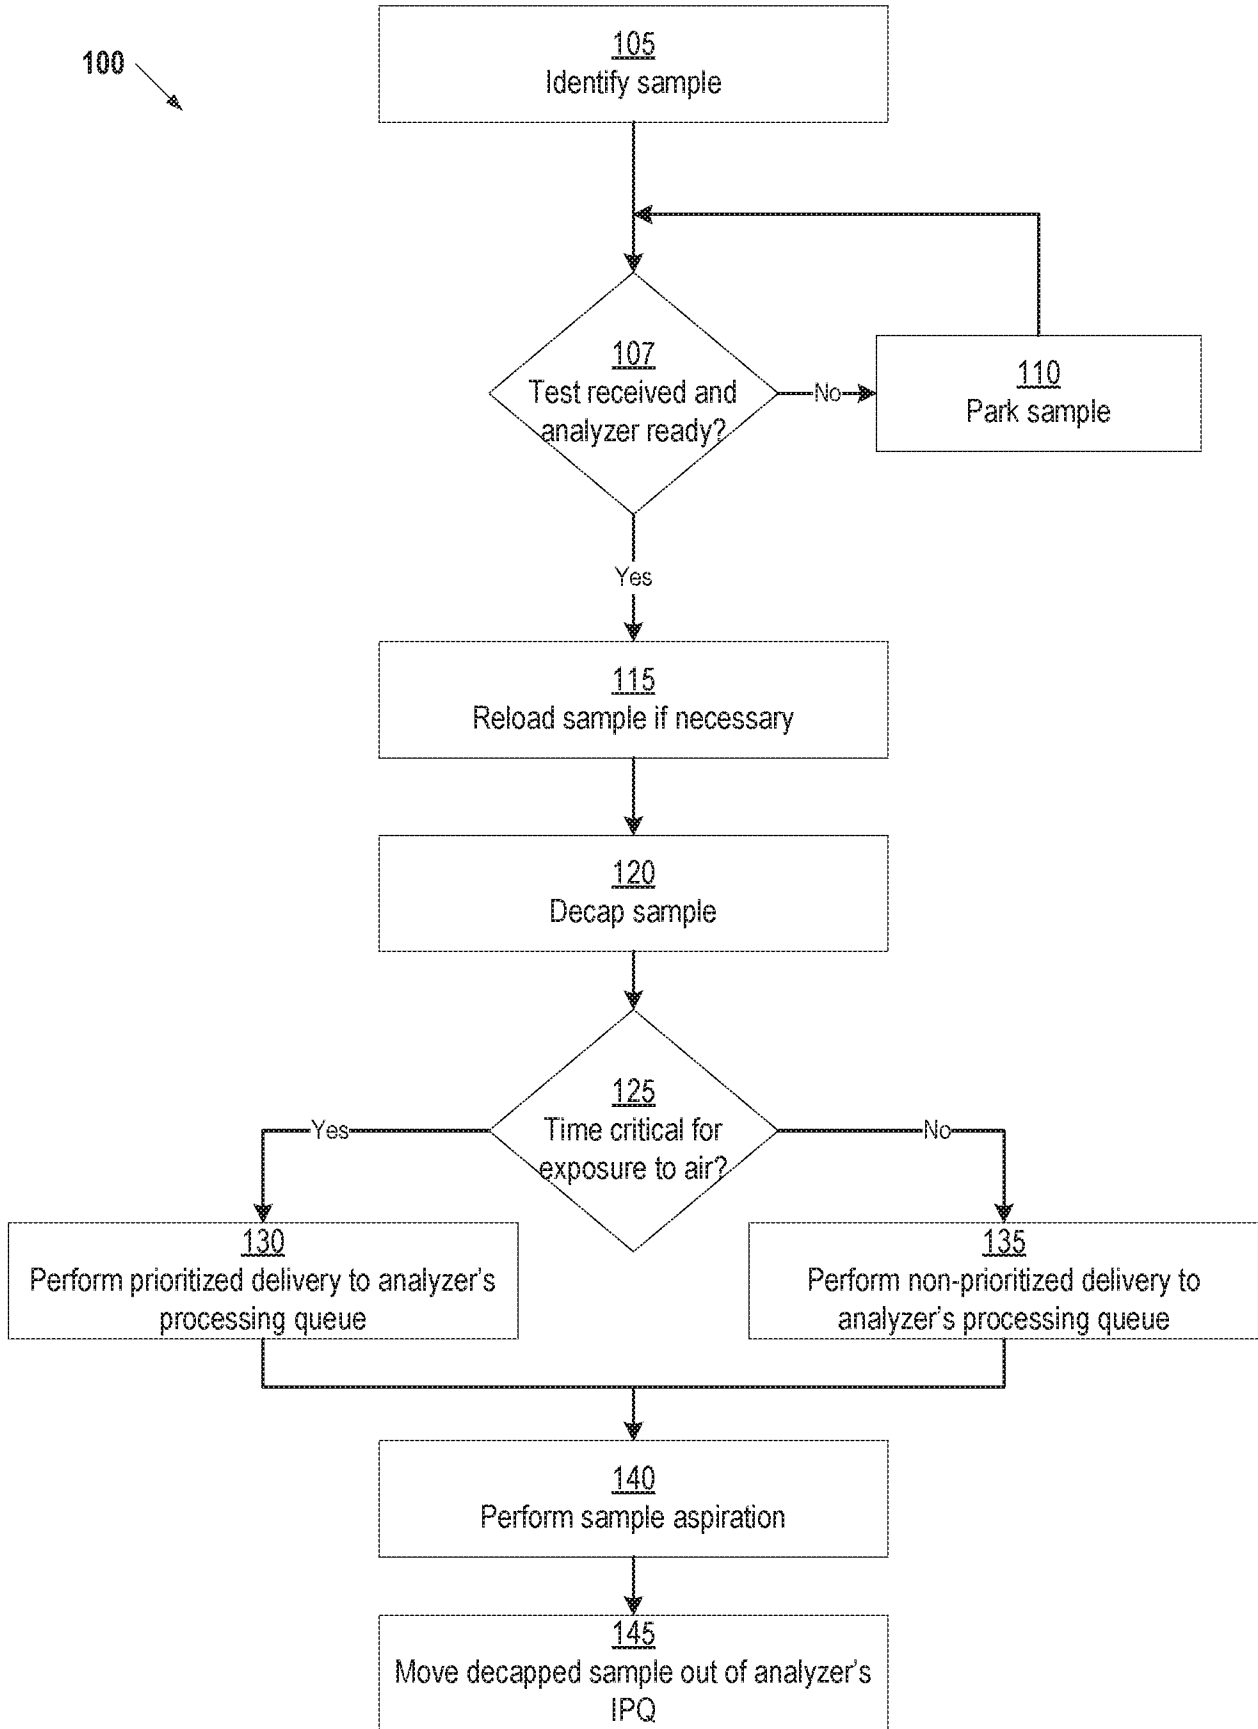 100
105
Identify sample
107
Test received and
analyzer ready?
No
110
Park sample
Yes
115
Reload sample if necessary
120
Decap sample
125
Time critical for
exposure to air?
Yes
No
130
Perform prioritized delivery to analyzer's
processing queue
135
Perform non-prioritized delivery to
analyzer's processing queue
140
Perform sample aspiration
145
Move decapped sample out of analyzer's
IPQ